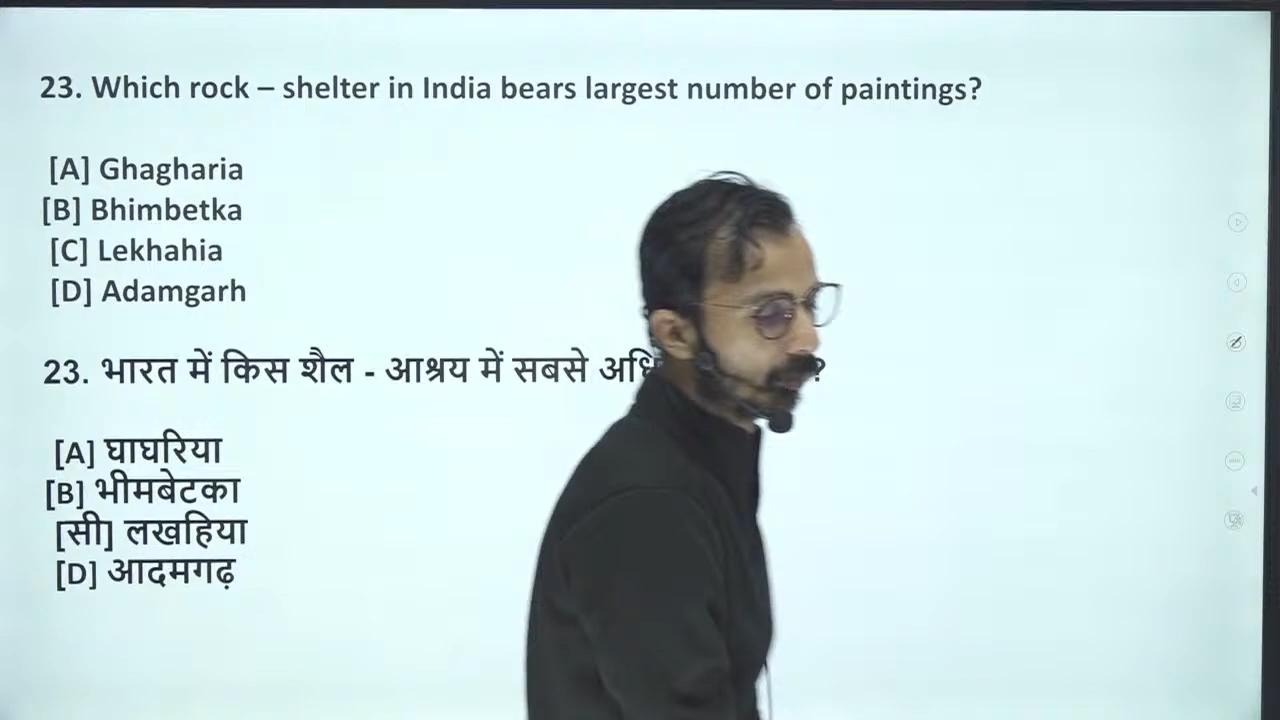 23. Which rock – shelter in India bears largest number of paintings?
[A] Ghagharia
[B] Bhimbetka
[C] Lekhahia
[D] Adamgarh
23. भारत में किस शैल - आश्रय में सबसे ?
[A] घाघरिया
[B] भीमबेटका
[सी] लखहिया
[D] आदमगढ़